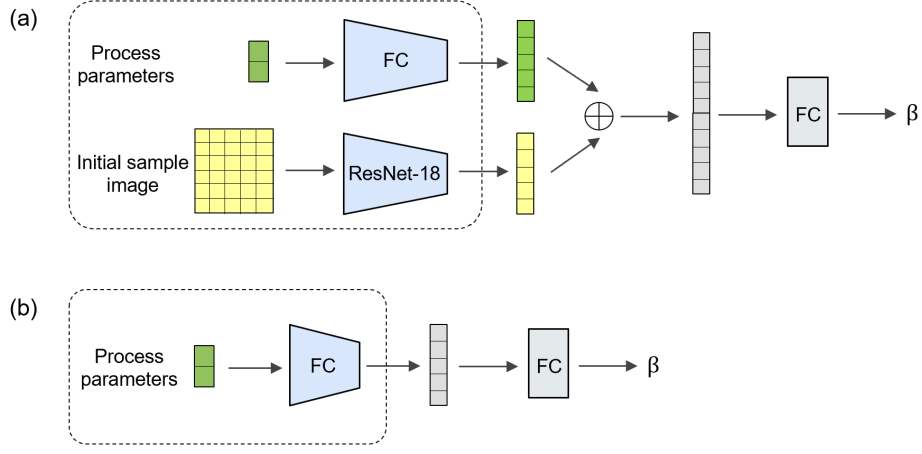 (a)
Process
parameters
FC
Initial sample
image
ResNet-18
FC
β
(b)
Process
parameters
FC
FC
β